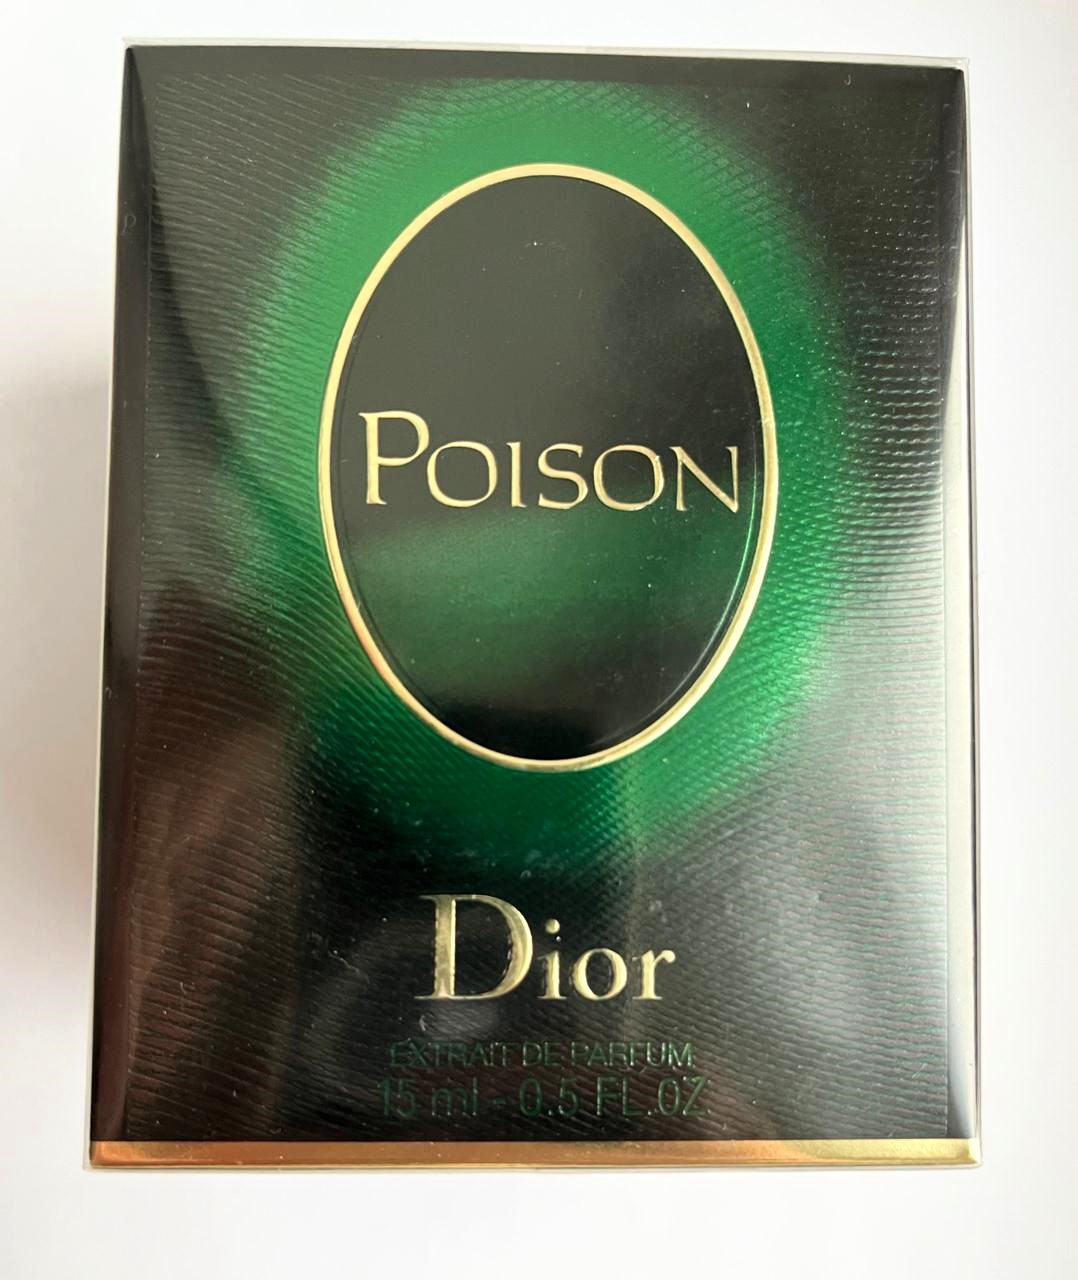 POISON
Dior
EXTRAIT DE PARFUM
15 ml - 0.5 FL.OZ